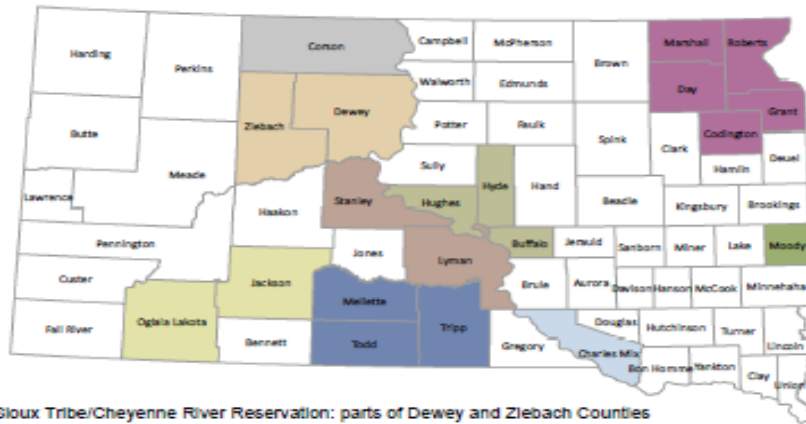 Harding
Perkins
Corson
Campbell
McPherson
Brown
Marshall
Roberts
Walworth
Edmunds
Day
Grant
Butte
Ziebach
Dewey
Potter
Faulk
Spink
Clark
Codington
Deuel
Meade
Sully
Hamlin
Lawrence
Stanley
Hughes
Hyde
Hand
Beadle
Kingsbury
Brookings
Haakon
Pennington
Jones
Lyman
Buffalo
Jerauld
Sanborn
Miner
Lake
Moody
Custer
Jackson
Mellette
Brule
Aurora
Davison
Hanson
McCook
Minnehaha
Fall River
Oglala Lakota
Bennett
Todd
Tripp
Gregory
Douglas
Charles Mix
Hutchinson
Turner
Lincoln
Bon Homme
Yankton
Clay
Union
Sioux Tribe/Cheyenne River Reservation: parts of Dewey and Ziebach Counties